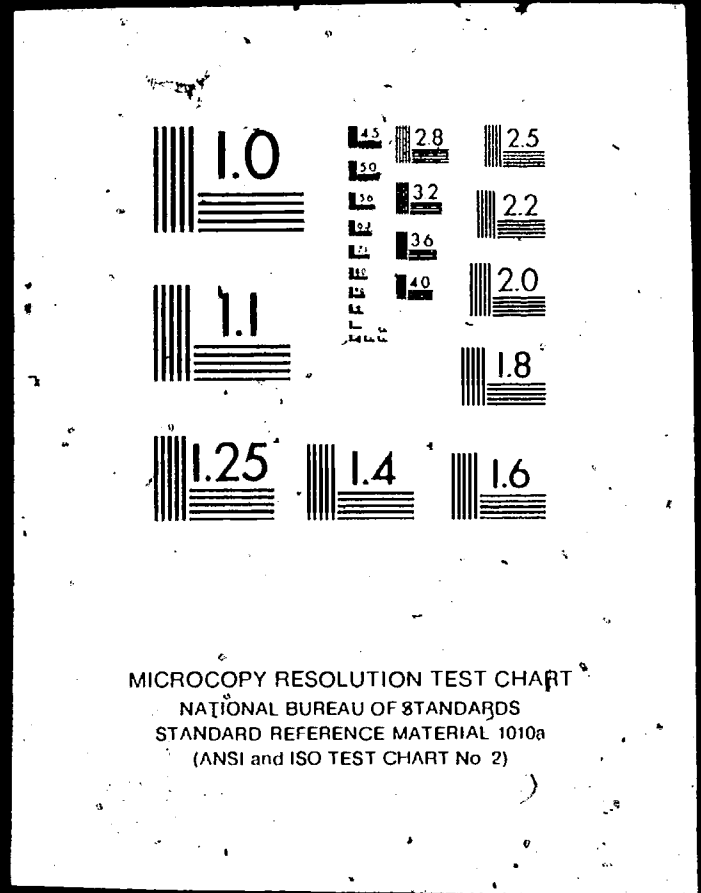 1.0
4.5 2.8 2.5
5.0
5.6 3.2 2.2
3.6
4.0 2.0
1.1
1.8
1.25 1.4 1.6
MICROCOPY RESOLUTION TEST CHART
NATIONAL BUREAU OF STANDARDS
STANDARD REFERENCE MATERIAL 1010a
(ANSI and ISO TEST CHART No 2)